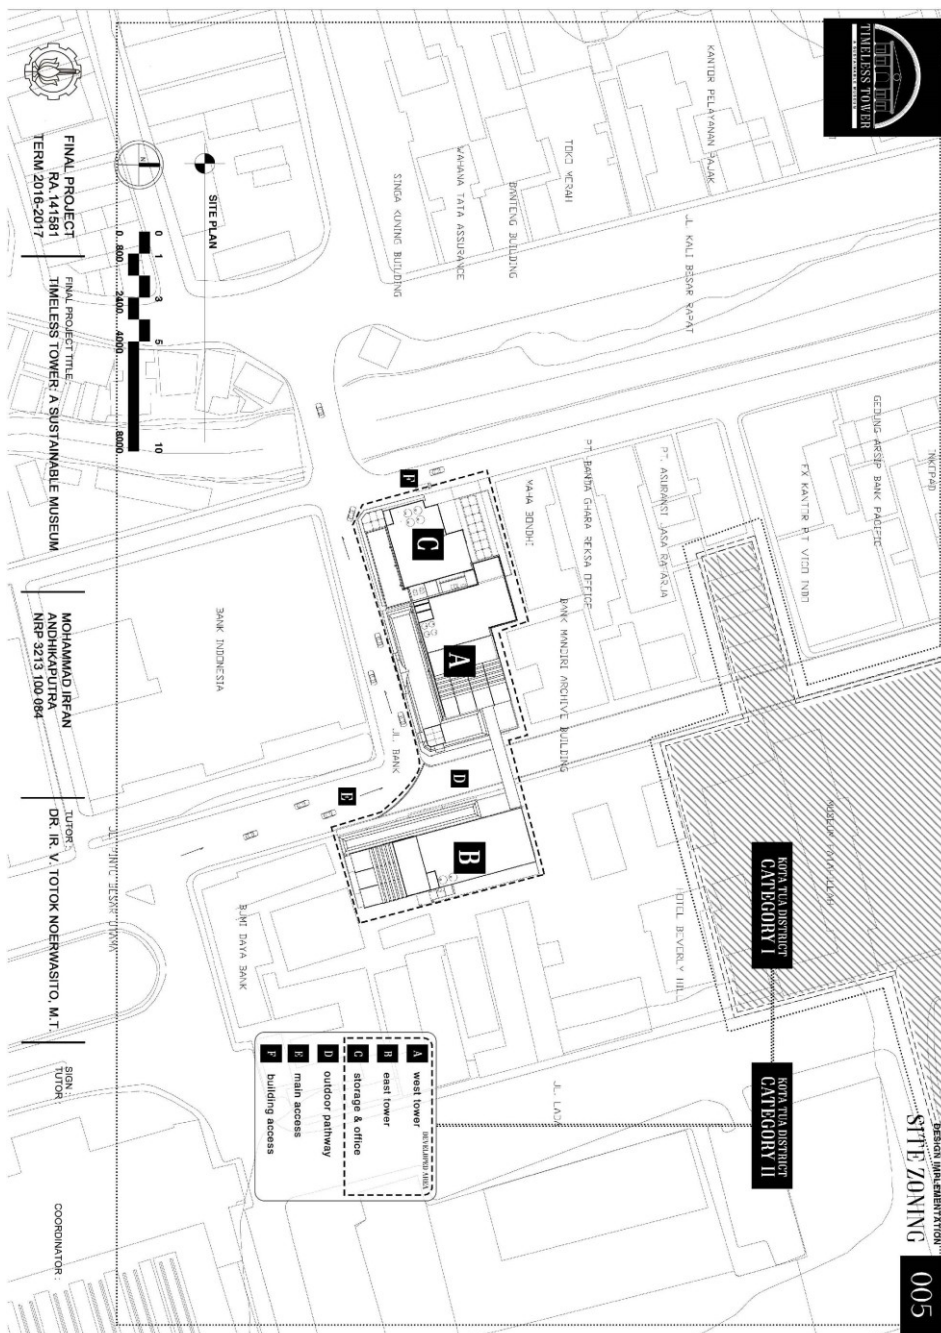 TIMELESS TOWER
DESIGN IMPLEMENTATION
SITE ZONING
005
KANTOR PELAYANAN PAJAK
TOKO MERAH
BANTENG BUILDING
WAHANA TATA ASSURANCE
SINGA KUNING BUILDING
JL. KALI BESAR RAPAT
GEDUNG ARSIP BANK PACIFIC
EX KANTOR PT VICO INDO
PT. ASURANSI JASA RAHARJA
PT. BANDA GHARA REKSA OFFICE
BANK MANDIRI ARCHIVE BUILDING
BANK INDONESIA
JL. BANK
BUMI DAYA BANK
HOTEL BEVERLY HILL
JL. LADA
C
A
B
D
E
F
KOTA TUA DISTRICT
CATEGORY I
KOTA TUA DISTRICT
CATEGORY II
DEVELOPED AREA
A west tower
B east tower
C storage & office
D outdoor pathway
E main access
F building access
SITE PLAN
N
0 1 3 5 10
0 800 2400 4000 8000
FINAL PROJECT
RA.141581
TERM 2016-2017
FINAL PROJECT TITLE :
TIMELESS TOWER: A SUSTAINABLE MUSEUM
MOHAMMAD IRFAN
ANDHIKAPUTRA
NRP 3213 100 084
TUTOR :
DR. IR. V. TOTOK NOERWASITO, M.T.
SIGN
TUTOR :
COORDINATOR :